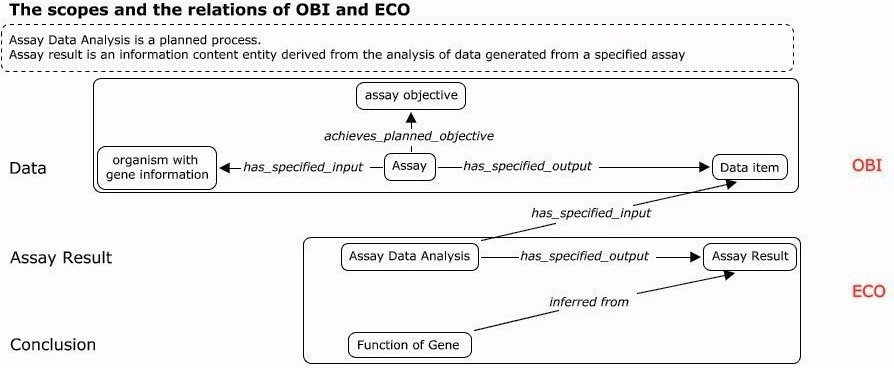 The scopes and the relations of OBI and ECO
Assay Data Analysis is a planned process.
Assay result is an information content entity derived from the analysis of data generated from a specified assay
assay objective
achieves_planned_objective
Data
organism with
gene information
has_specified_input
Assay
has_specified_output
Data item
OBI
has_specified_input
Assay Result
Assay Data Analysis
has_specified_output
Assay Result
ECO
inferred from
Conclusion
Function of Gene